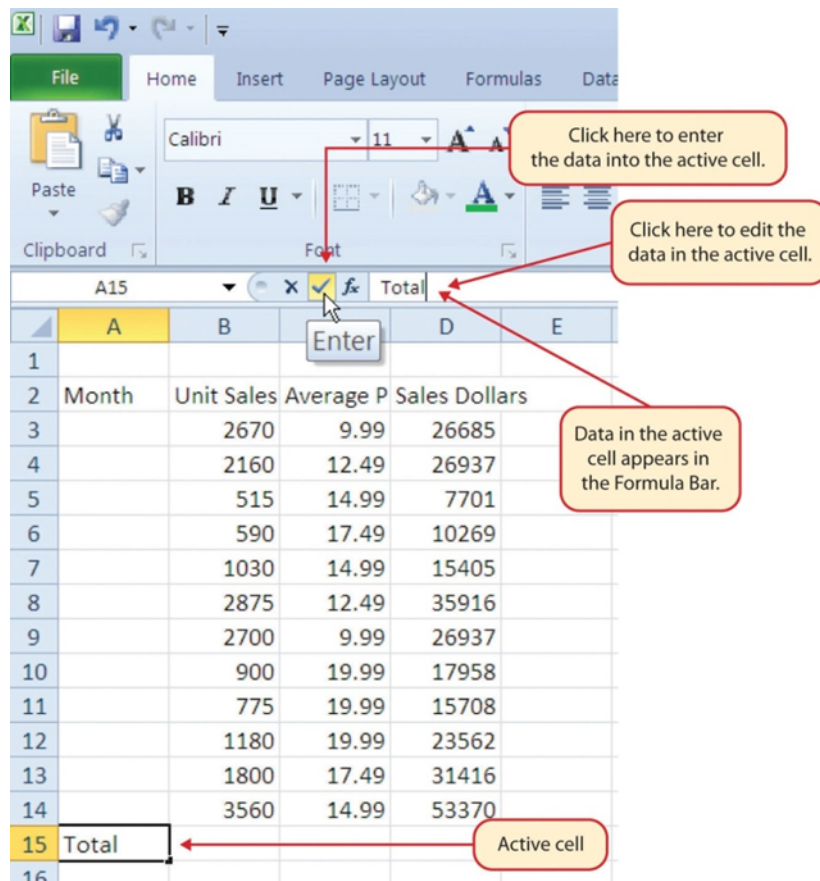 File Home Insert Page Layout Formulas Data
Calibri 11 A A
Click here to enter
the data into the active cell.
Paste
B I U A
Click here to edit the
data in the active cell.
Clipboard Font
A15 fx Total
A B D E
Enter
1
2 Month Unit Sales Average P Sales Dollars
3 2670 9.99 26685
4 2160 12.49 26937
Data in the active
cell appears in
the Formula Bar.
5 515 14.99 7701
6 590 17.49 10269
7 1030 14.99 15405
8 2875 12.49 35916
9 2700 9.99 26937
10 900 19.99 17958
11 775 19.99 15708
12 1180 19.99 23562
13 1800 17.49 31416
14 3560 14.99 53370
15 Total Active cell
16